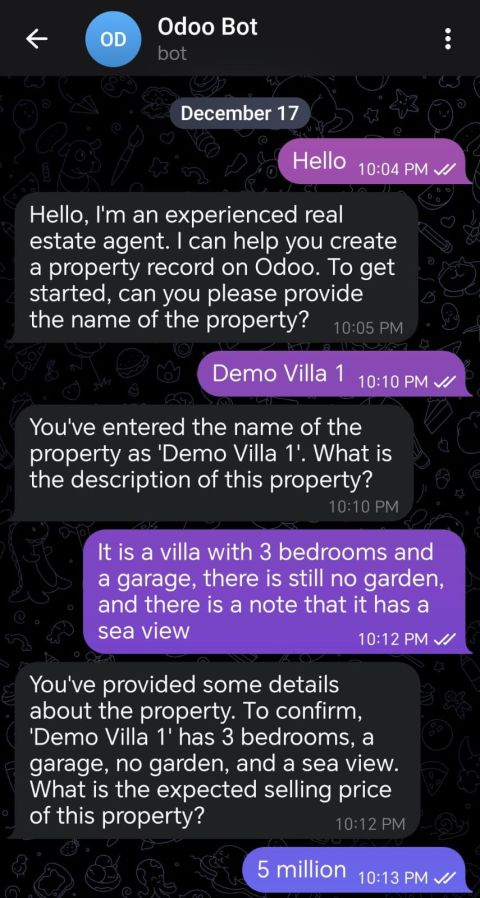 OD
Odoo Bot
bot
December 17
Hello 10:04 PM
Hello, I'm an experienced real
estate agent. I can help you create
a property record on Odoo. To get
started, can you please provide
the name of the property? 10:05 PM
Demo Villa 1 10:10 PM
You've entered the name of the
property as 'Demo Villa 1'. What is
the description of this property?
10:10 PM
It is a villa with 3 bedrooms and
a garage, there is still no garden,
and there is a note that it has a
sea view 10:12 PM
You've provided some details
about the property. To confirm,
'Demo Villa 1' has 3 bedrooms, a
garage, no garden, and a sea view.
What is the expected selling price
of this property? 10:12 PM
5 million 10:13 PM